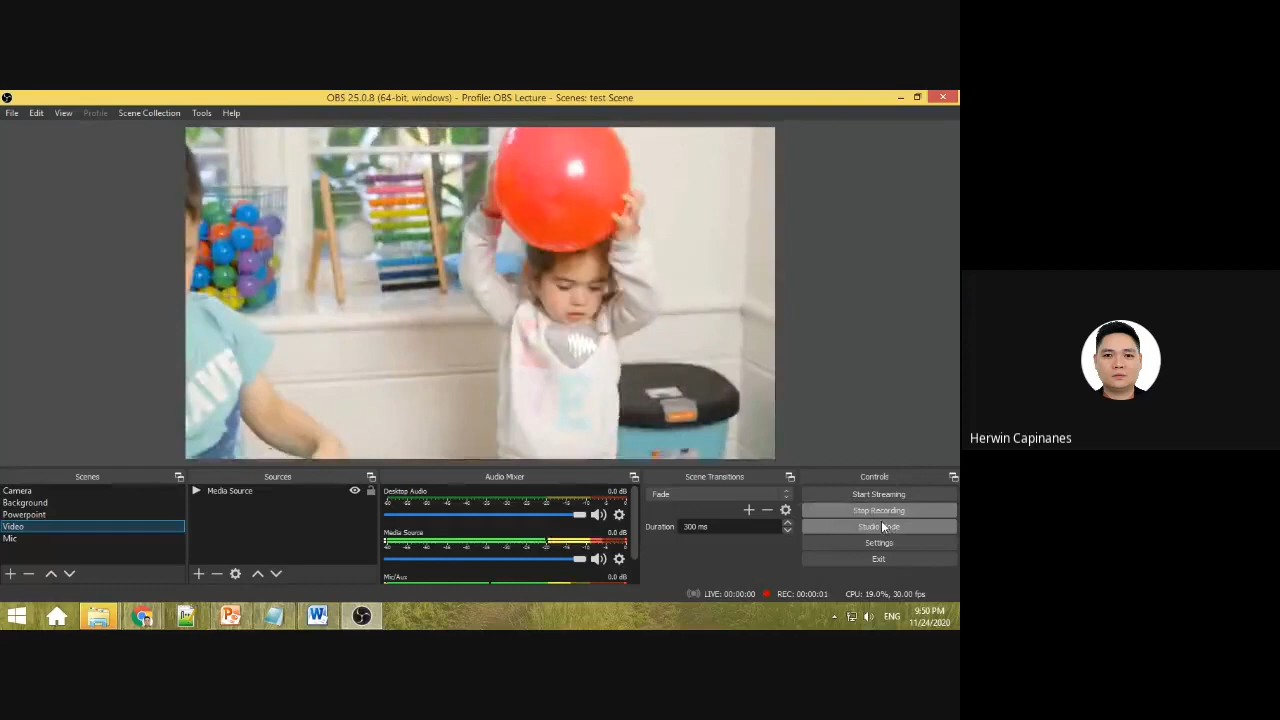 OBS 25.0.8 (64-bit, windows) - Profile: OBS Lecture - Scenes: test Scene
File Edit View Profile Scene Collection Tools Help
Scenes
Camera
Background
Powerpoint
Video
Mic
Sources
Media Source
Audio Mixer
Desktop Audio 0.0 dB
Media Source 0.0 dB
Mic/Aux 0.0 dB
Scene Transitions
Fade
Duration 300 ms
Controls
Start Streaming
Stop Recording
Settings
Exit
LIVE: 00:00:00 REC: 00:00:01 CPU: 19.0%, 30.00 fps
ENG
9:50 PM
11/24/2020
Herwin Capinanes